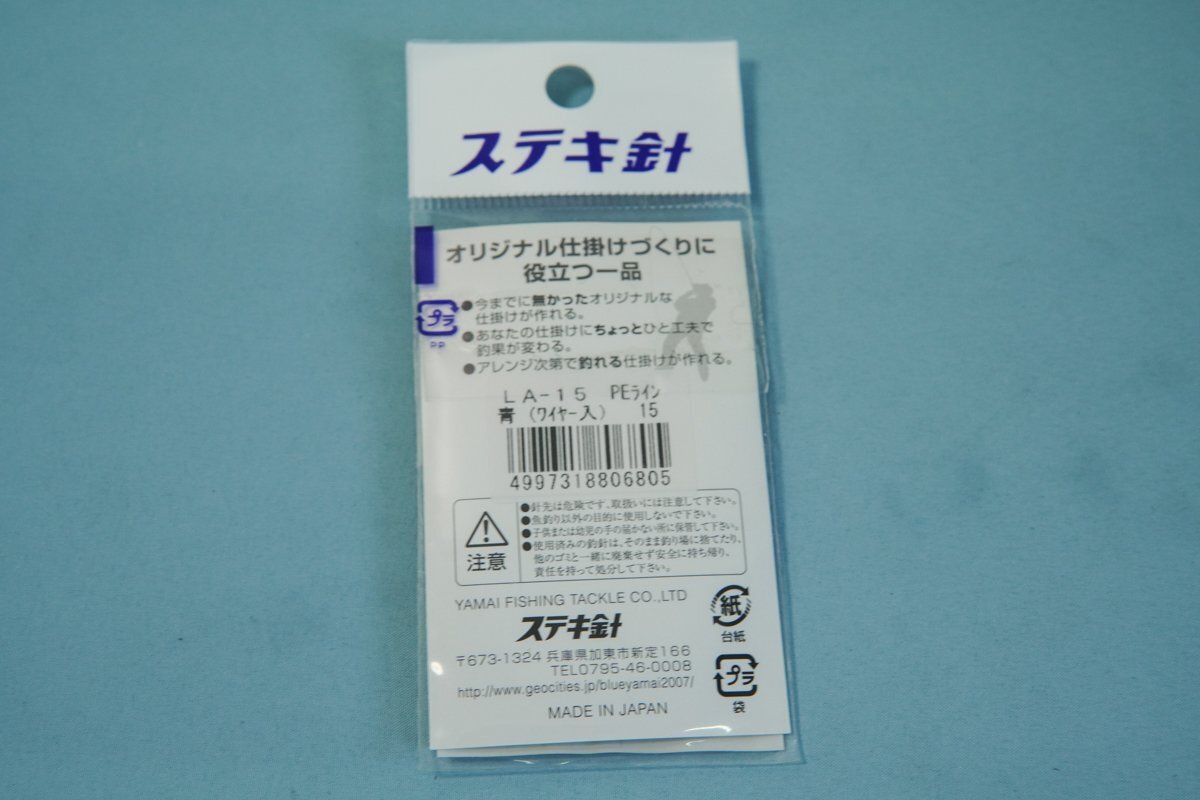 ステキ針
オリジナル仕掛けづくりに
役立つ一品
●今までに無かったオリジナルな
仕掛けが作れる。
●あなたの仕掛けにちょっとひと工夫で
釣果が変わる。
●アレンジ次第で釣れる仕掛けが作れる。
プラ
P.P.
LA-15 PEライン
青(ワイヤー入) 15
4997318806805
注意
●針先は危険です、取扱いには注意して下さい。
●魚釣り以外の目的に使用しないで下さい。
●子供または幼児の手の届かない所に保管して下さい。
●使用済みの釣針は、そのまま釣り場に捨てたり、
他のゴミと一緒に廃棄せず安全に持ち帰り、
責任を持って処分して下さい。
YAMAI FISHING TACKLE CO.,LTD
ステキ針
〒673-1324 兵庫県加東市新定166
TEL0795-46-0008
http://www.geocities.jp/blueyamai2007/
MADE IN JAPAN
紙
台紙
プラ
袋